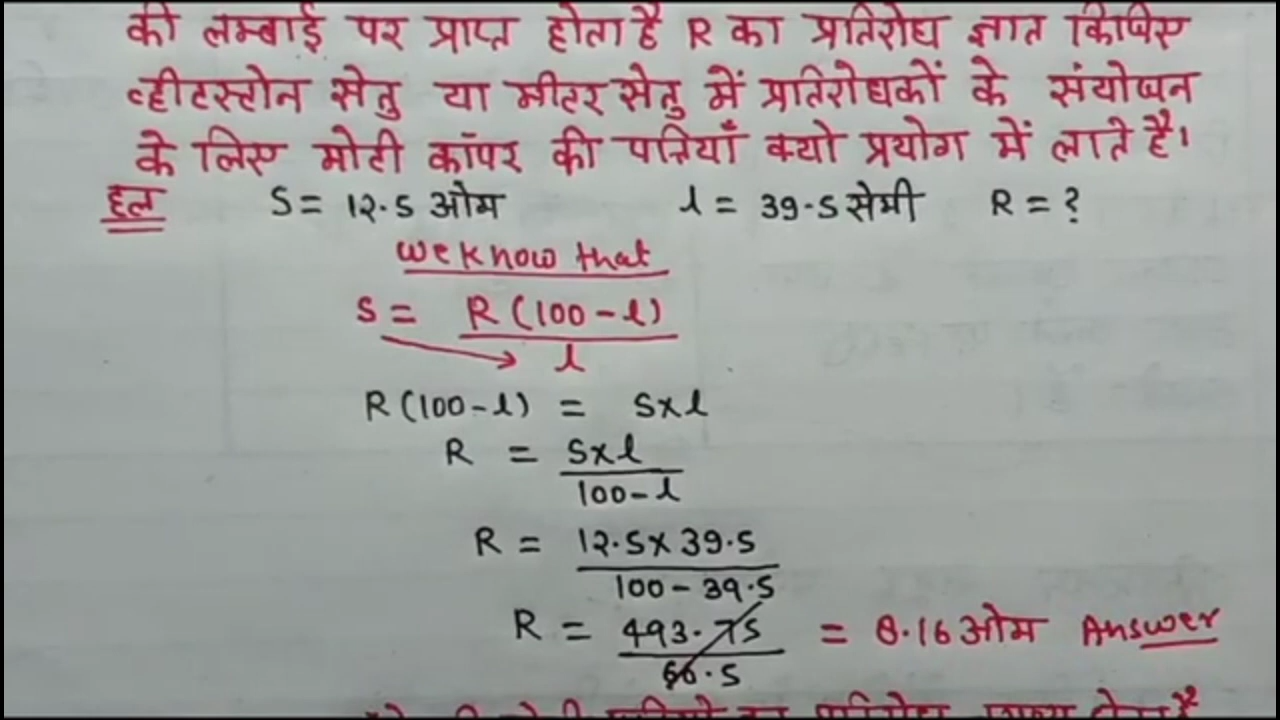 की लम्बाई पर प्राप्त होता है R का प्रतिरोध ज्ञात किजिए
व्हीटस्टोन सेतु या मीटर सेतु में प्रतिरोधकों के संयोजन
के लिए मोटी कॉपर की पत्तियाँ क्यो प्रयोग में लाते है।
हल S = 12.5 ओम l = 39.5 सेमी R = ?
we know that
S = R(100-l)
l
R(100-l) = S×l
R = S×l
100-l
R = 12.5 × 39.5
100 - 39.5
R = 493.75 = 8.16 ओम Answer
60.5